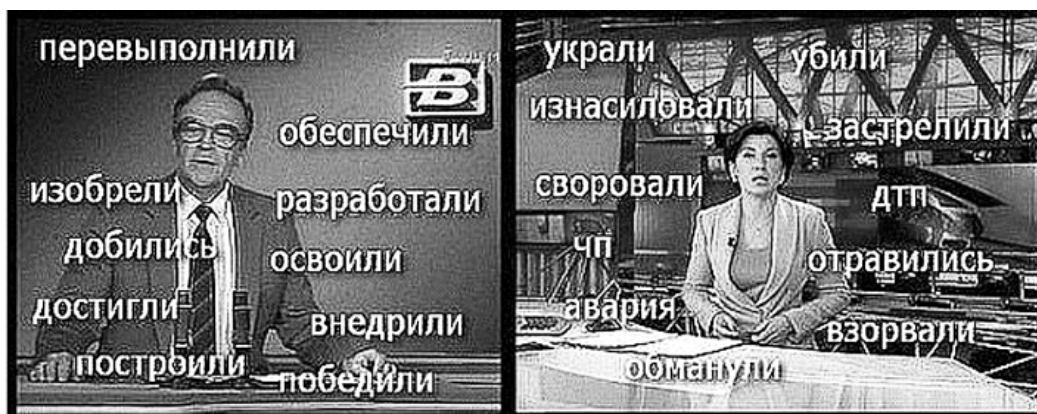 перевыполнили
В
обеспечили
изобрели
разработали
добились
освоили
достигли
внедрили
построили
победили
украли
убили
изнасиловали
застрелили
своровали
дтп
чп
отравились
авария
взорвали
обманули